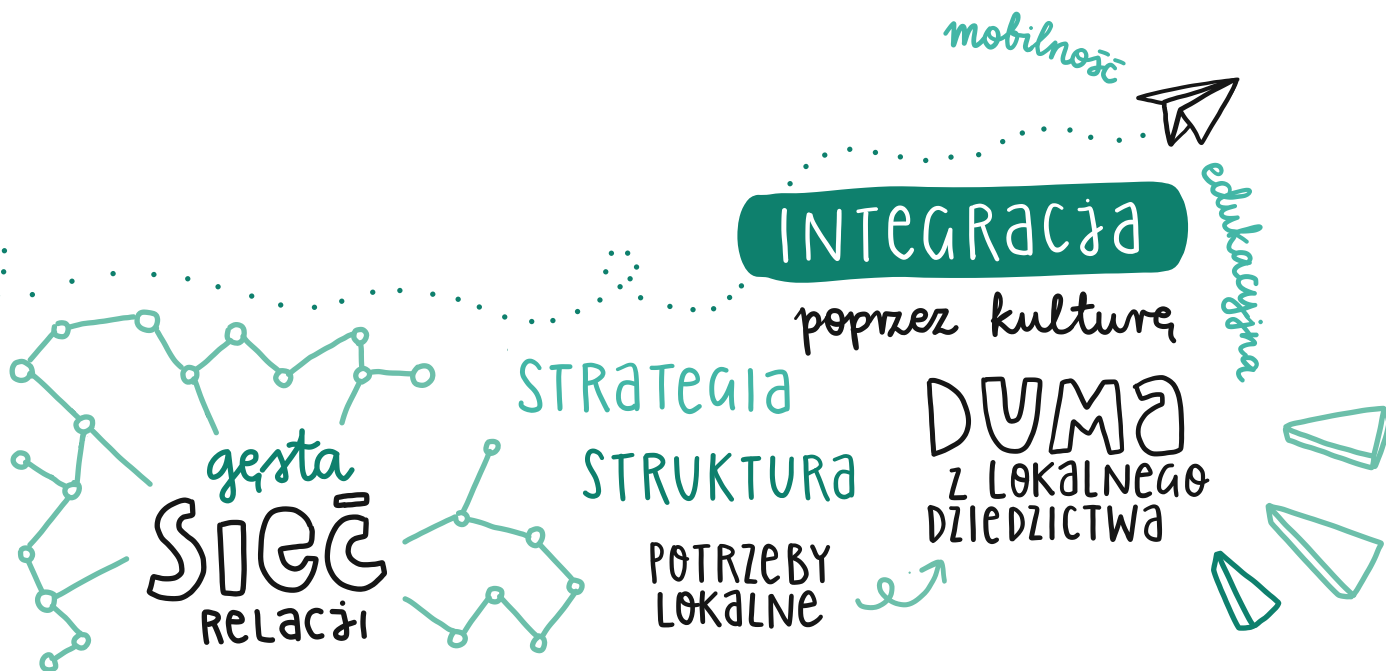 mobilność
edukacyjna
INTEGRACJA
poprzez kulturę
STRATEGIA
STRUKTURA
POTRZEBY
LOKALNE
DUMA
Z LOKALNEGO
DZIEDZICTWA
gęsta
SIEĆ
RELACJI